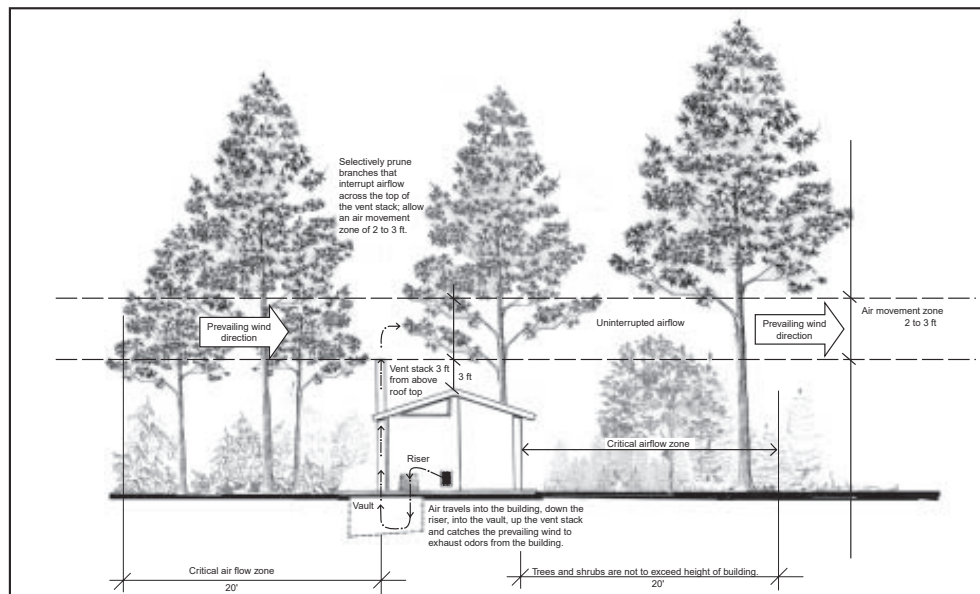 Selectively prune
branches that
interrupt airflow
across the top of
the vent stack; allow
an air movement
zone of 2 to 3 ft.
Prevailing wind
direction
Uninterrupted airflow
Prevailing wind
direction
Air movement zone
2 to 3 ft
Vent stack 3 ft
from above
roof top
3 ft
Critical airflow zone
Riser
Vault
Air travels into the building, down the
riser, into the vault, up the vent stack
and catches the prevailing wind to
exhaust odors from the building.
Critical air flow zone
20'
Trees and shrubs are not to exceed height of building.
20'